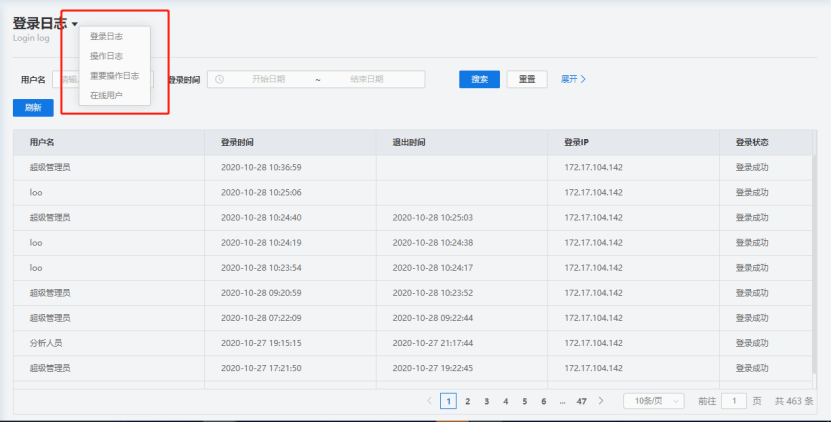 登录日志
Login log
登录日志
操作日志
重要操作日志
在线用户
用户名 请输 登录时间 开始日期 ~ 结束日期 搜索 重置 展开
刷新
用户名 登录时间 退出时间 登录IP 登录状态
超级管理员 2020-10-28 10:36:59 172.17.104.142 登录成功
loo 2020-10-28 10:25:06 172.17.104.142 登录成功
超级管理员 2020-10-28 10:24:40 2020-10-28 10:25:03 172.17.104.142 登录成功
loo 2020-10-28 10:24:19 2020-10-28 10:24:38 172.17.104.142 登录成功
loo 2020-10-28 10:23:54 2020-10-28 10:24:17 172.17.104.142 登录成功
超级管理员 2020-10-28 09:20:59 2020-10-28 10:23:52 172.17.104.142 登录成功
超级管理员 2020-10-28 07:22:09 2020-10-28 09:22:44 172.17.104.142 登录成功
分析人员 2020-10-27 19:15:15 2020-10-27 21:17:44 172.17.104.142 登录成功
超级管理员 2020-10-27 17:21:50 2020-10-27 19:22:45 172.17.104.142 登录成功
< 1 2 3 4 5 6 ... 47 > 10条/页 前往 1 页 共 463 条